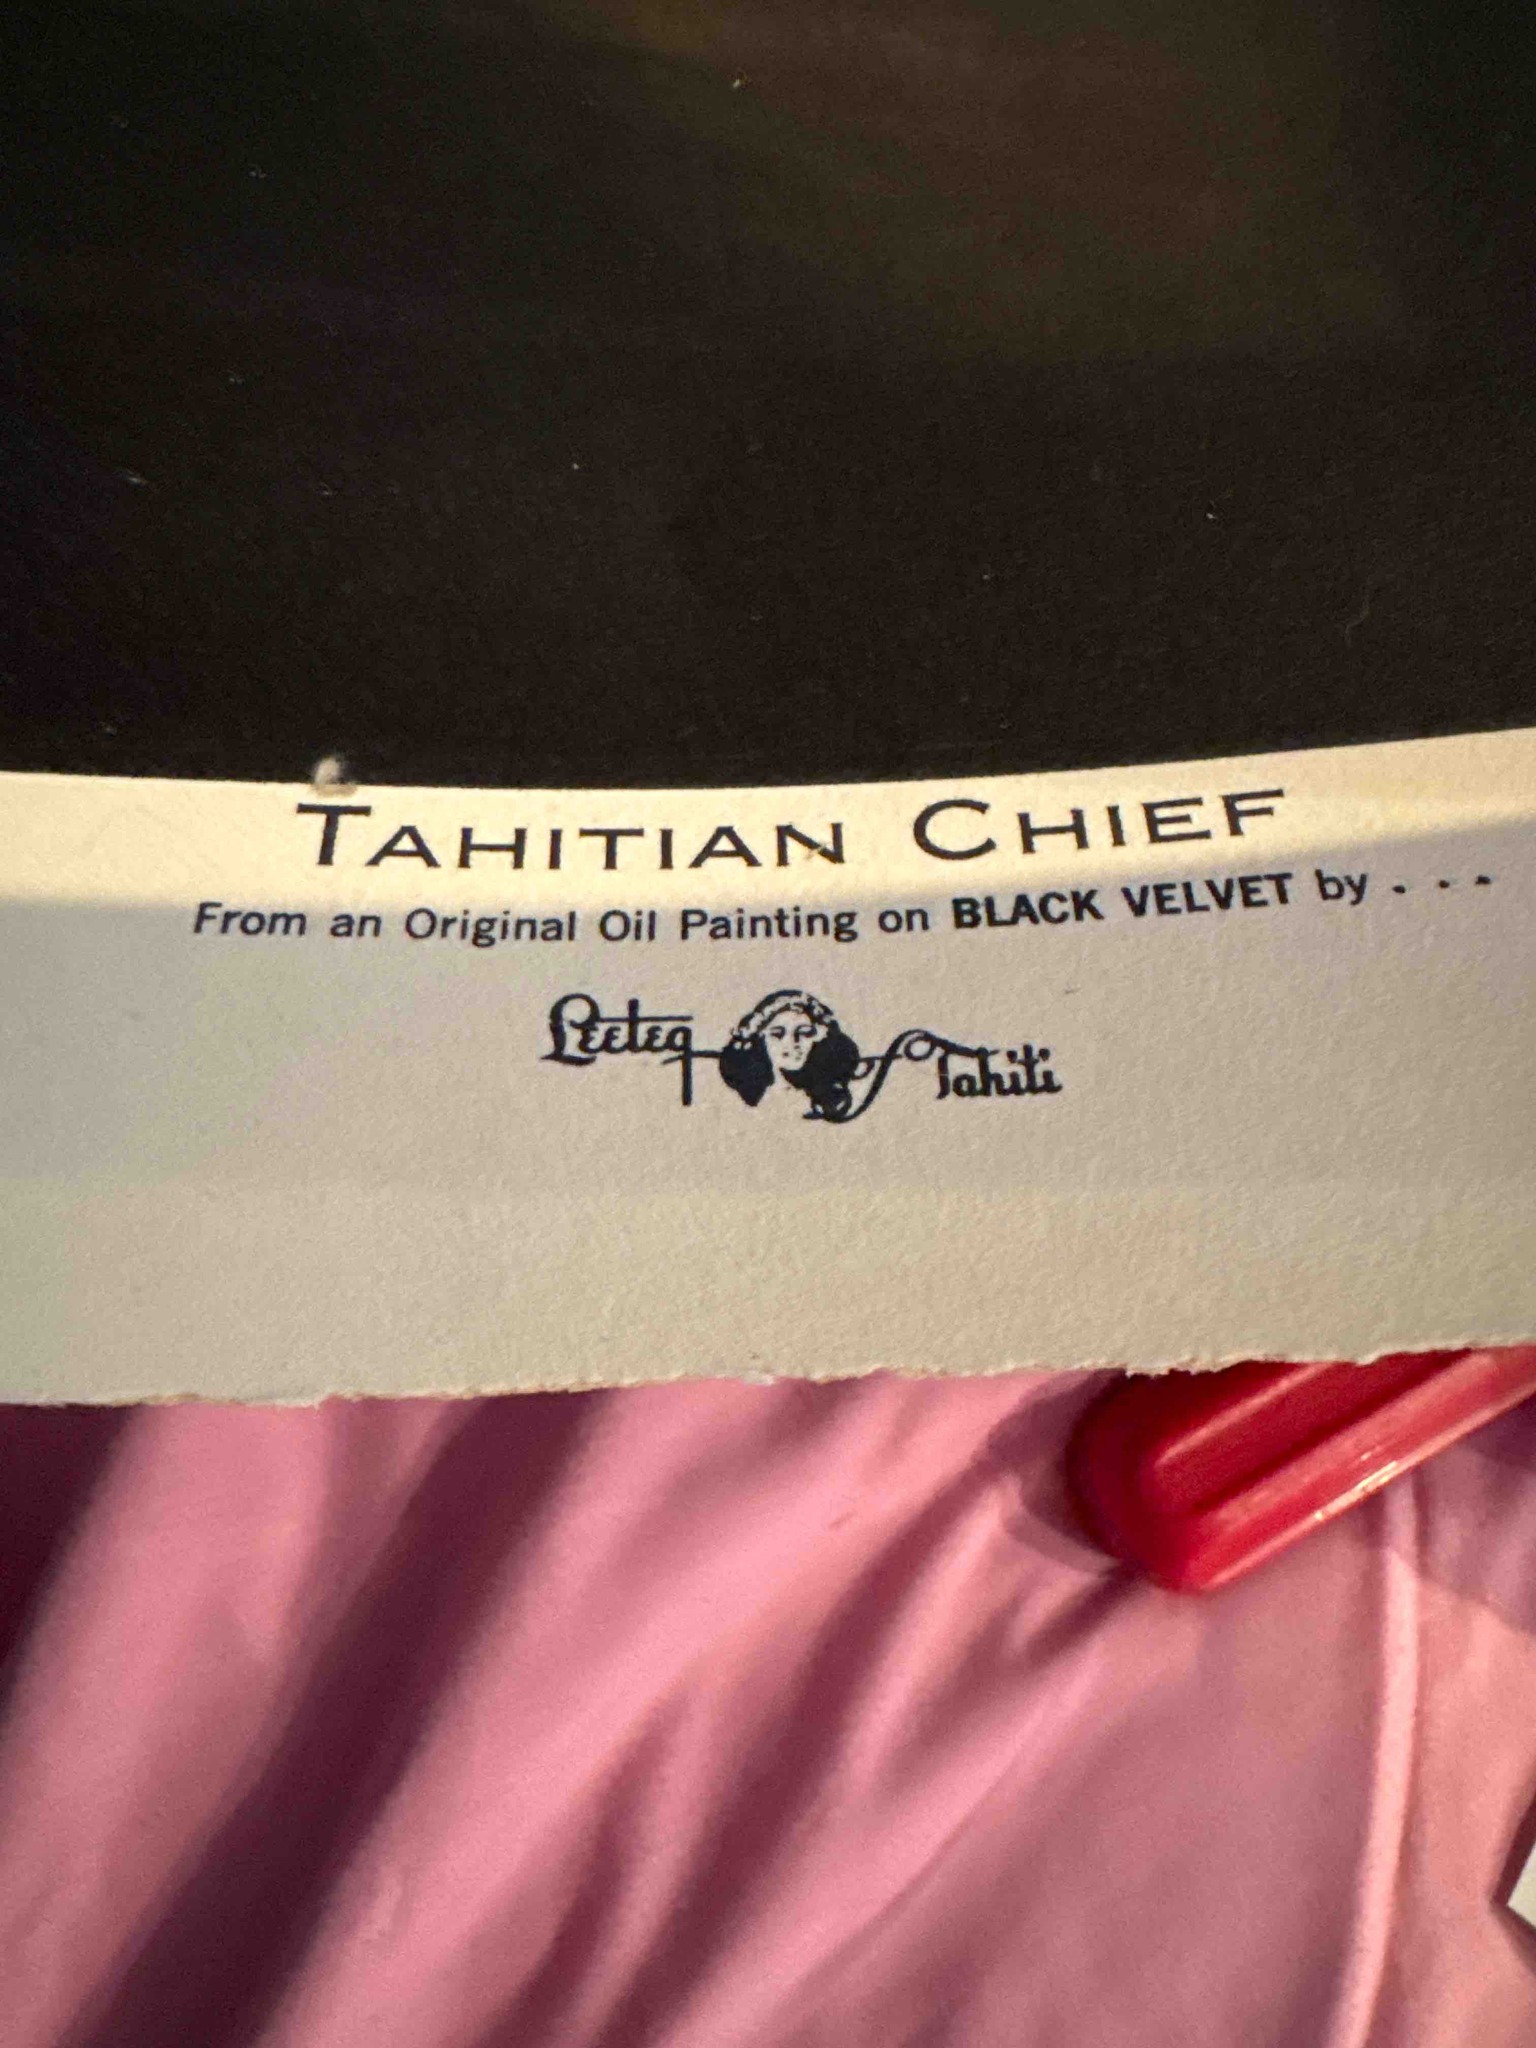 TAHITIAN CHIEF
From an Original Oil Painting on BLACK VELVET by . . .
Leeteg of Tahiti